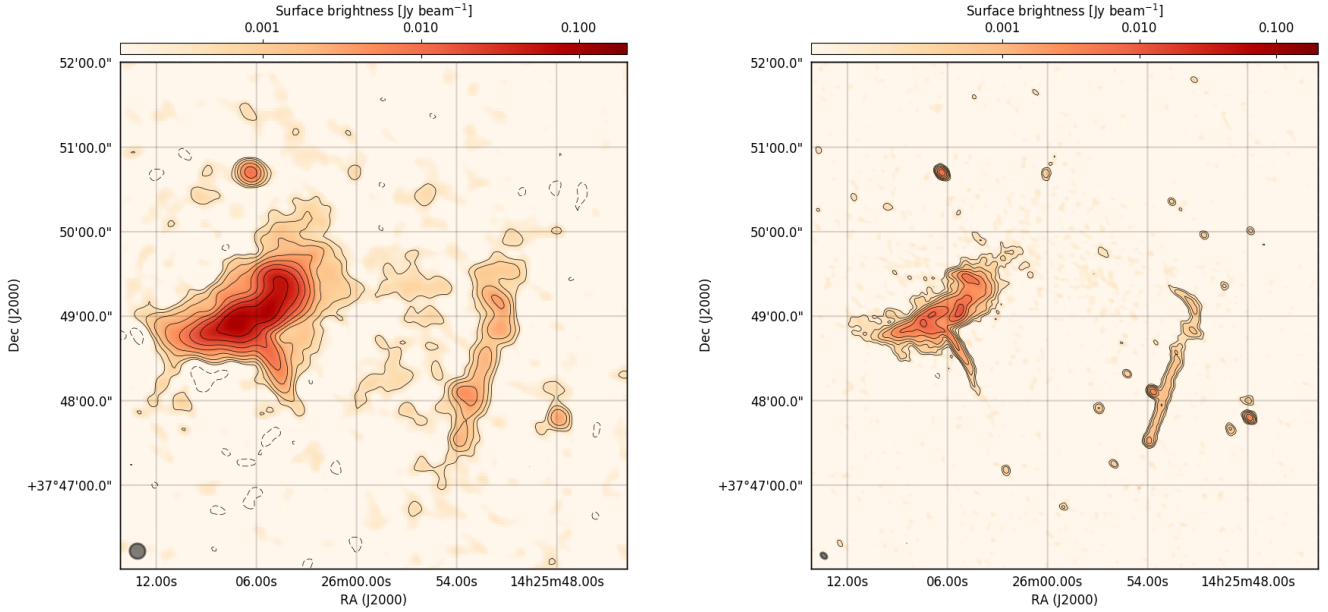 Surface brightness [Jy beam⁻¹]
0.001 0.010 0.100
52'00.0"
51'00.0"
50'00.0"
49'00.0"
48'00.0"
+37°47'00.0"
Dec (J2000)
12.00s 06.00s 26m00.00s 54.00s 14h25m48.00s
RA (J2000)
Surface brightness [Jy beam⁻¹]
0.001 0.010 0.100
52'00.0"
51'00.0"
50'00.0"
49'00.0"
48'00.0"
+37°47'00.0"
Dec (J2000)
12.00s 06.00s 26m00.00s 54.00s 14h25m48.00s
RA (J2000)